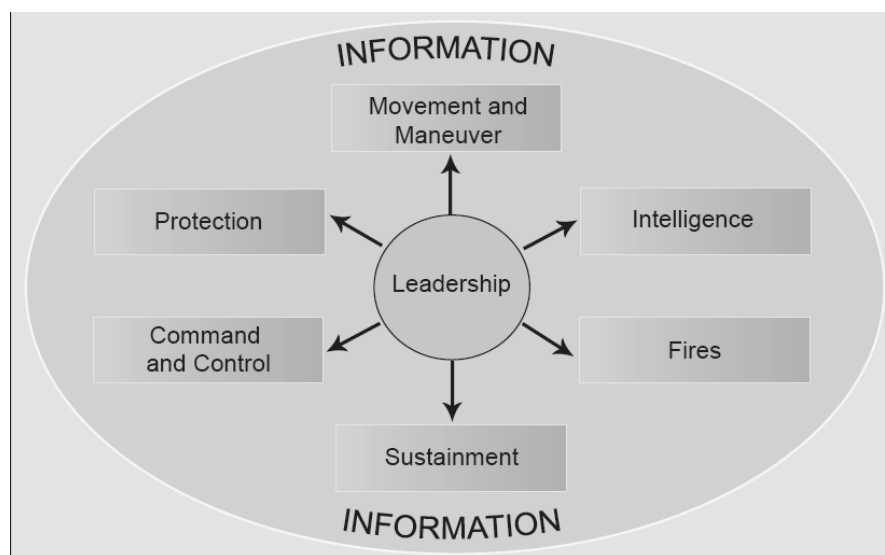 INFORMATION
Movement and
Maneuver
Protection
Intelligence
Leadership
Command
and Control
Fires
Sustainment
INFORMATION